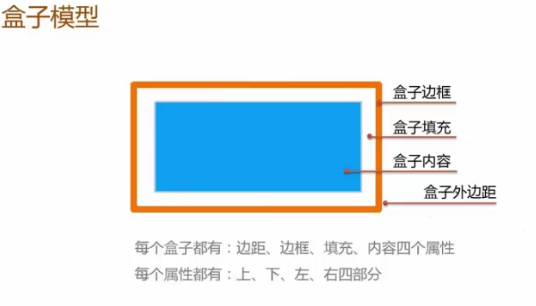 盒子模型
盒子边框
盒子填充
盒子内容
盒子外边距
每个盒子都有：边距、边框、填充、内容四个属性
每个属性都有：上、下、左、右四部分